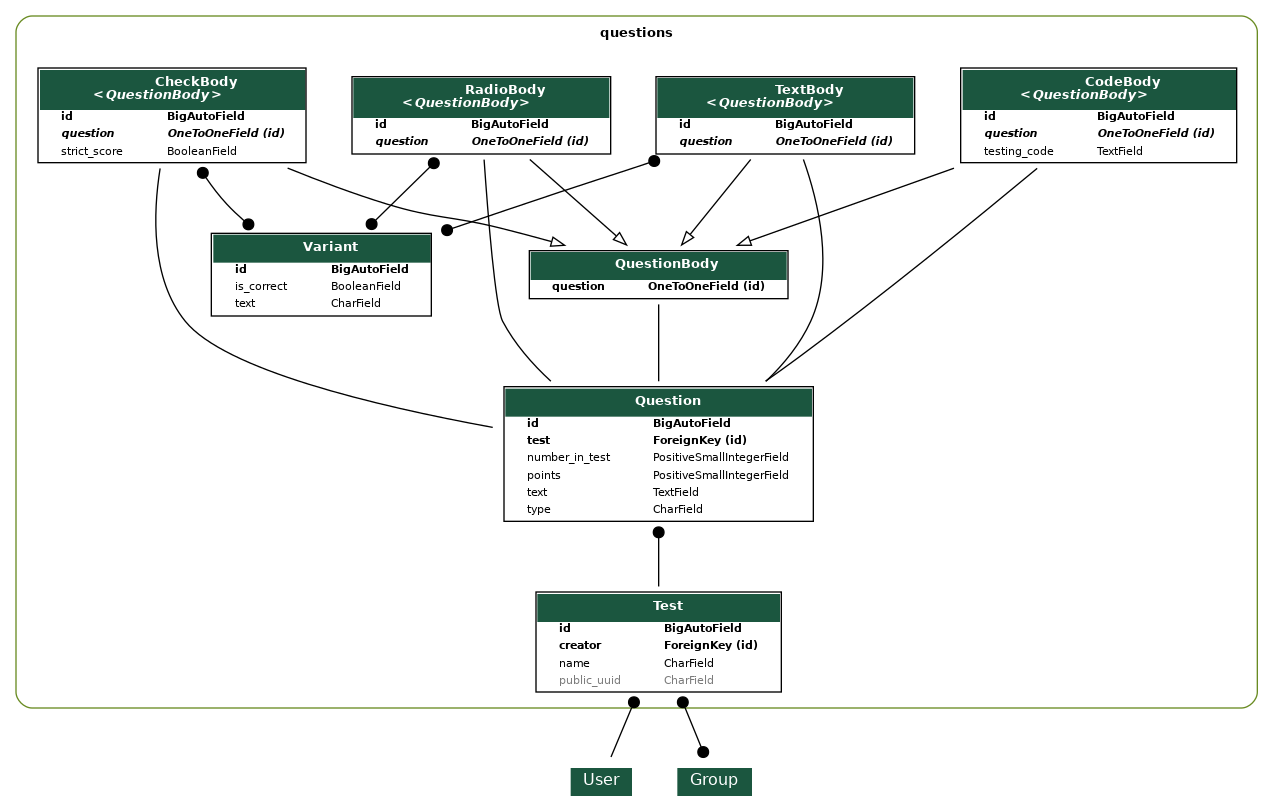 questions
CheckBody
<QuestionBody>
id BigAutoField
question OneToOneField (id)
strict_score BooleanField
RadioBody
<QuestionBody>
id BigAutoField
question OneToOneField (id)
TextBody
<QuestionBody>
id BigAutoField
question OneToOneField (id)
CodeBody
<QuestionBody>
id BigAutoField
question OneToOneField (id)
testing_code TextField
Variant
id BigAutoField
is_correct BooleanField
text CharField
QuestionBody
question OneToOneField (id)
Question
id BigAutoField
test ForeignKey (id)
number_in_test PositiveSmallIntegerField
points PositiveSmallIntegerField
text TextField
type CharField
Test
id BigAutoField
creator ForeignKey (id)
name CharField
public_uuid CharField
User
Group